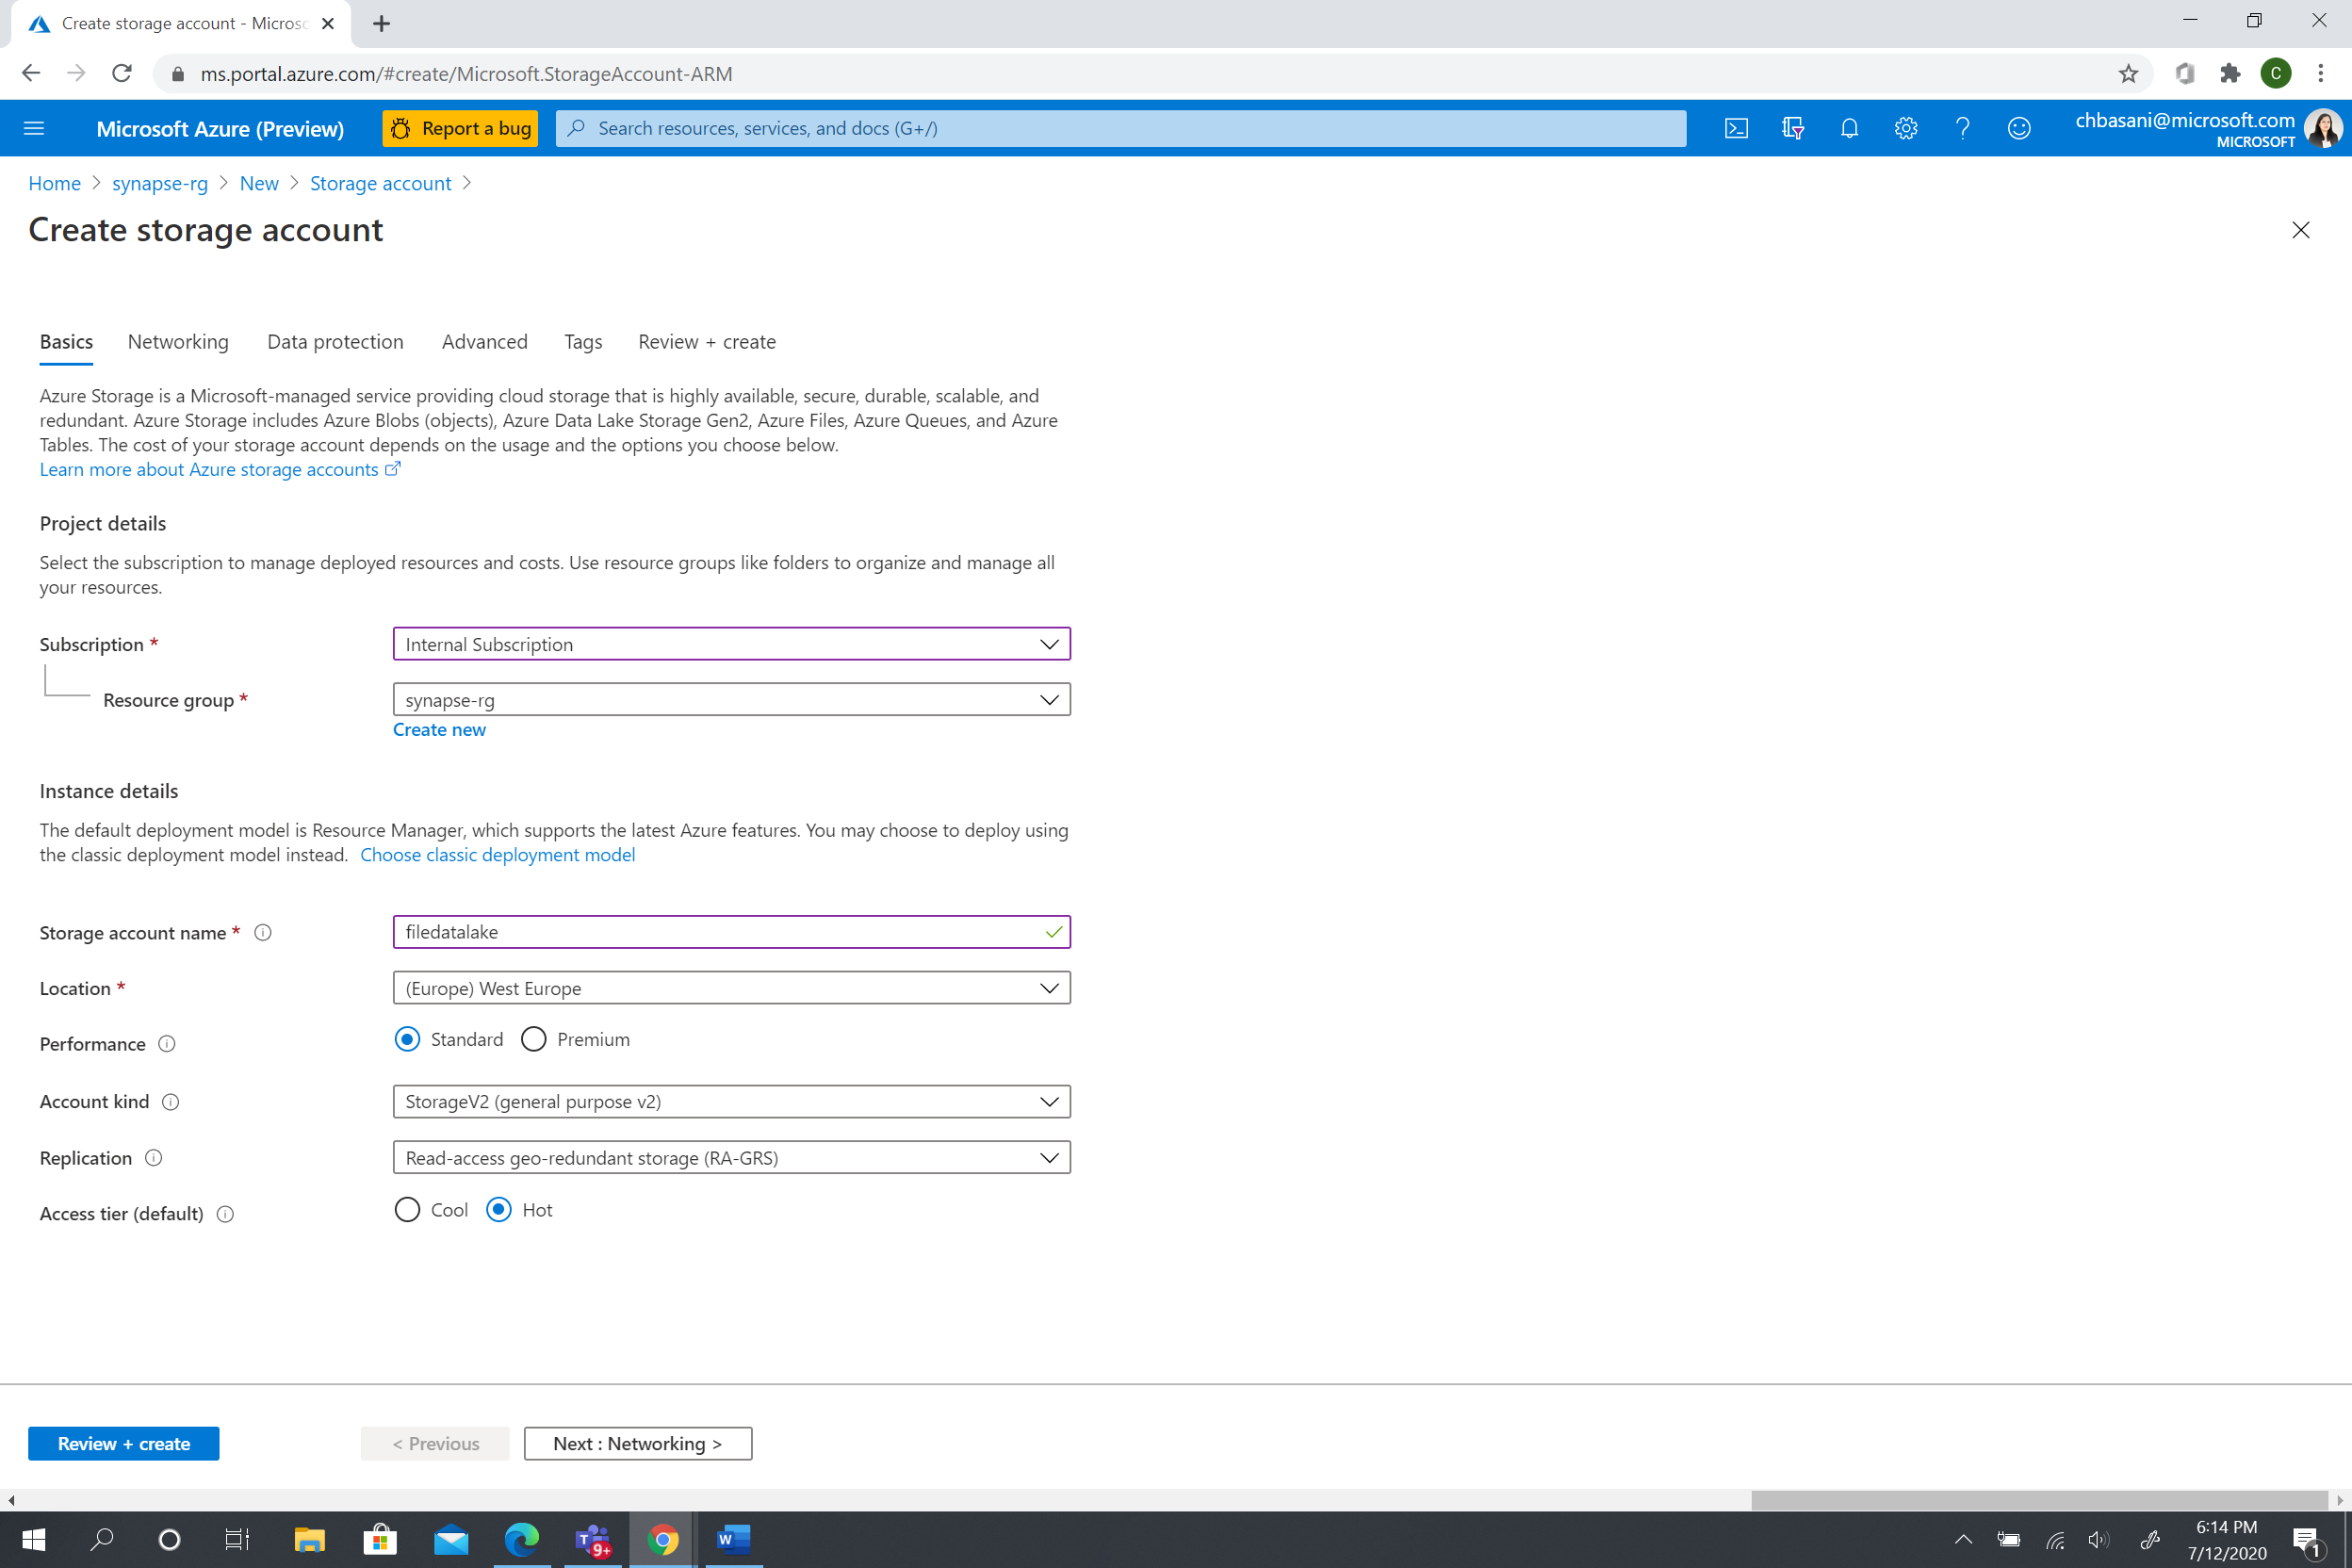 Create storage account - Micros
ms.portal.azure.com/#create/Microsoft.StorageAccount-ARM
C
Microsoft Azure (Preview)
Report a bug
Search resources, services, and docs (G+/)
chbasani@microsoft.com
MICROSOFT
Home > synapse-rg > New > Storage account >
Create storage account
Basics Networking Data protection Advanced Tags Review + create
Azure Storage is a Microsoft-managed service providing cloud storage that is highly available, secure, durable, scalable, and
redundant. Azure Storage includes Azure Blobs (objects), Azure Data Lake Storage Gen2, Azure Files, Azure Queues, and Azure
Tables. The cost of your storage account depends on the usage and the options you choose below.
Learn more about Azure storage accounts
Project details
Select the subscription to manage deployed resources and costs. Use resource groups like folders to organize and manage all
your resources.
Subscription *
Internal Subscription
Resource group *
synapse-rg
Create new
Instance details
The default deployment model is Resource Manager, which supports the latest Azure features. You may choose to deploy using
the classic deployment model instead. Choose classic deployment model
Storage account name *
filedatalake
Location *
(Europe) West Europe
Performance
Standard Premium
Account kind
StorageV2 (general purpose v2)
Replication
Read-access geo-redundant storage (RA-GRS)
Access tier (default)
Cool Hot
Review + create
< Previous
Next : Networking >
T
9+
W
6:14 PM
7/12/2020
1